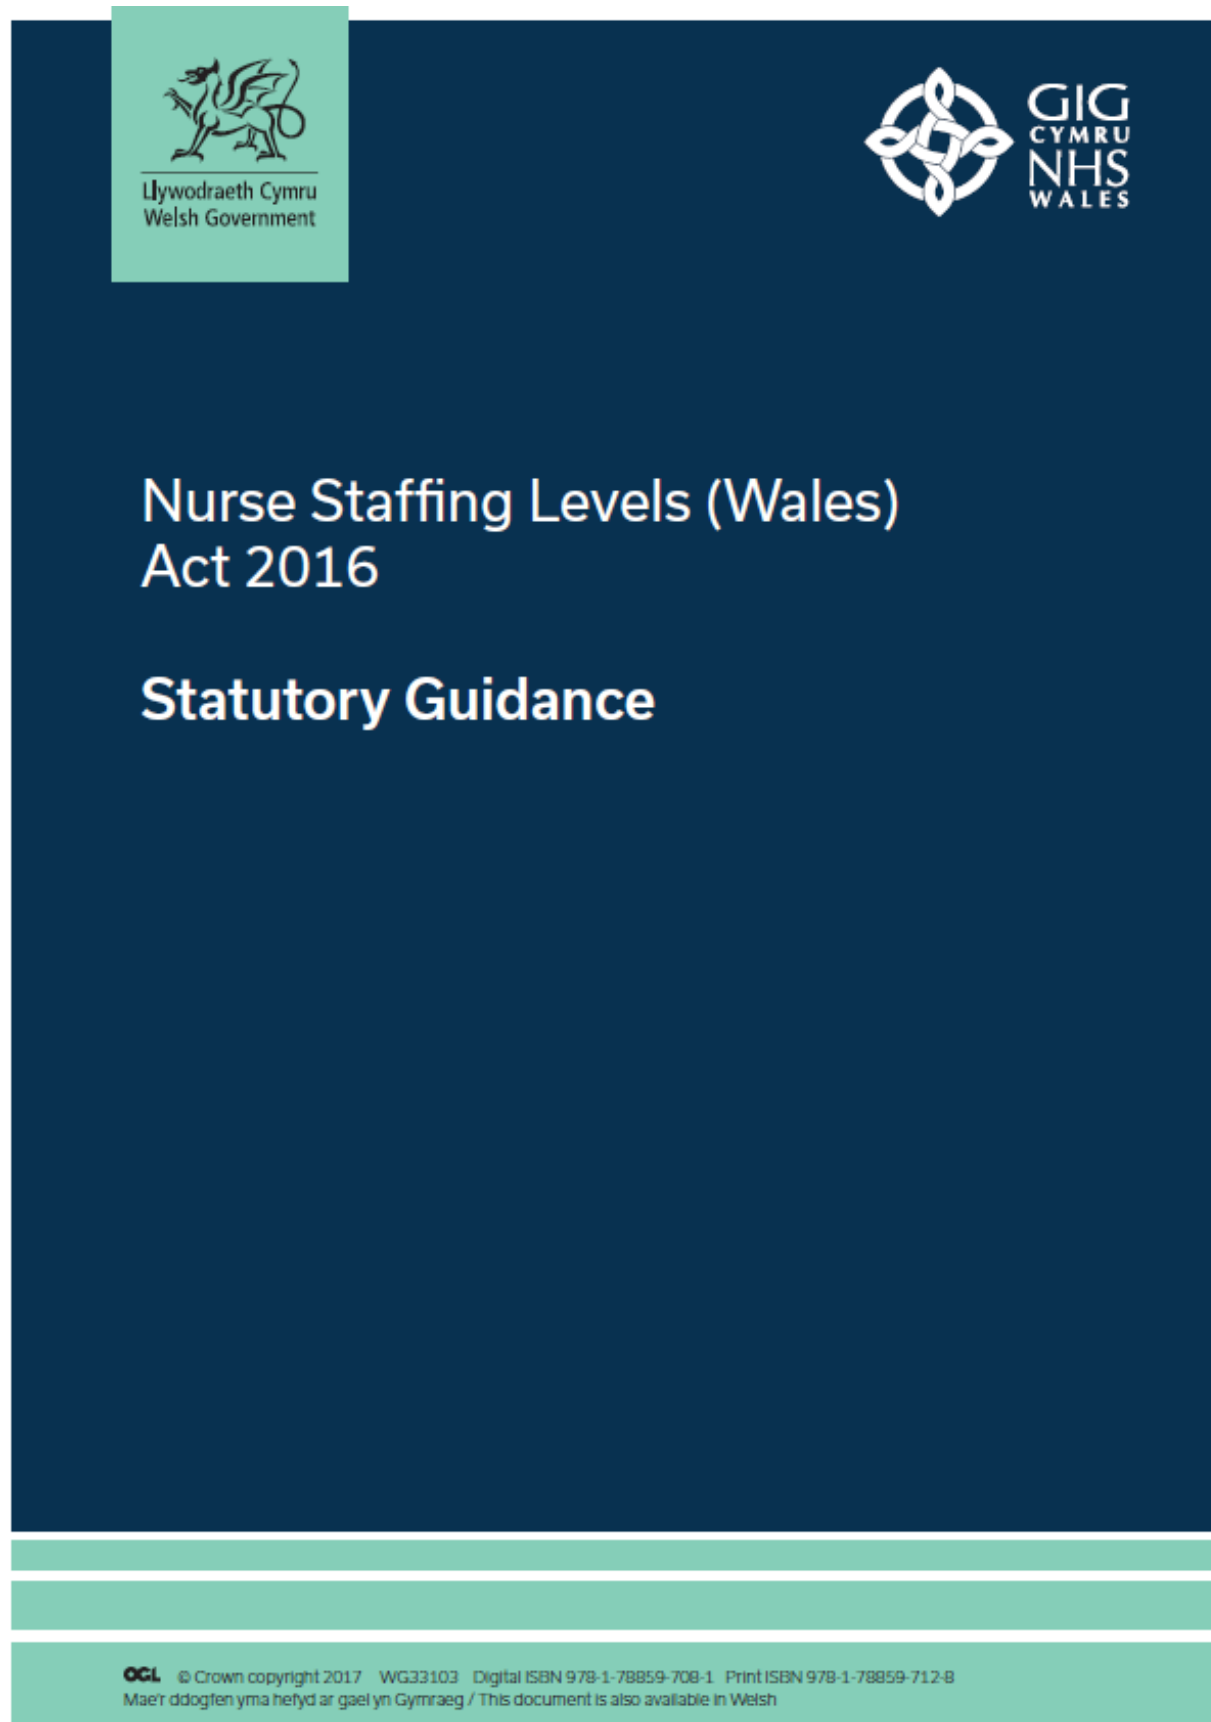 Llywodraeth Cymru
Welsh Government
GIG
CYMRU
NHS
WALES
Nurse Staffing Levels (Wales)
Act 2016
Statutory Guidance
OGL © Crown copyright 2017 WG33103 Digital ISBN 978-1-78859-708-1 Print ISBN 978-1-78859-712-8
Mae'r ddogfen yma hefyd ar gael yn Gymraeg / This document is also available in Welsh